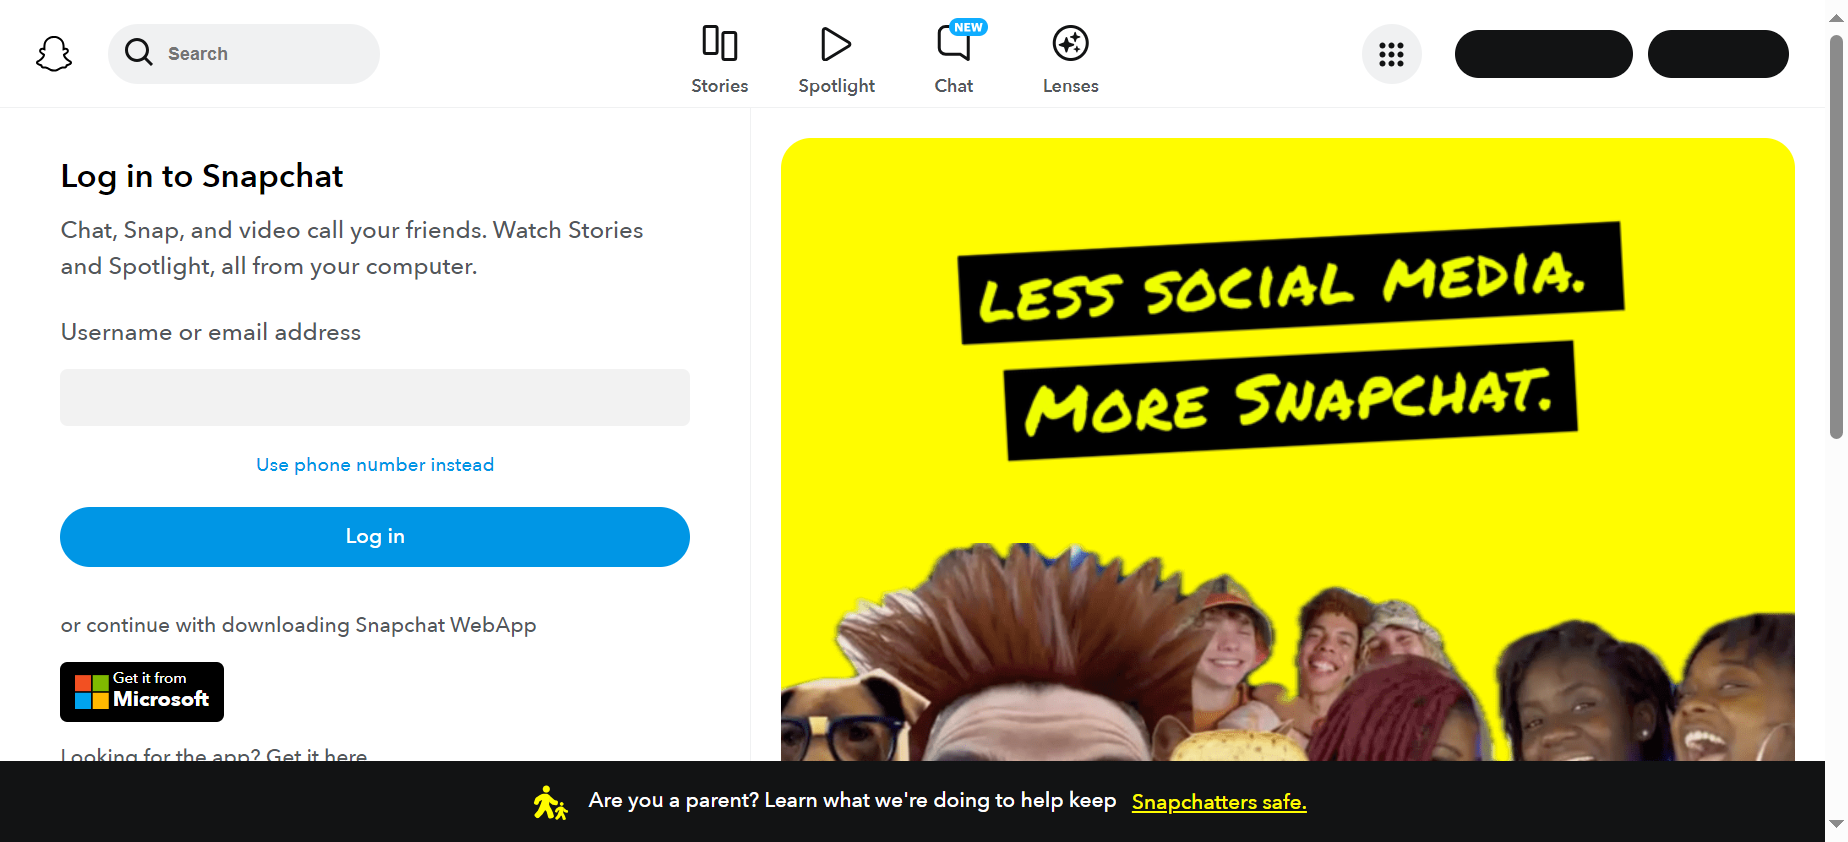 Search
Stories
Spotlight
NEW
Chat
Lenses
Log in to Snapchat
Chat, Snap, and video call your friends. Watch Stories
and Spotlight, all from your computer.
Username or email address
Use phone number instead
Log in
or continue with downloading Snapchat WebApp
Get it from
Microsoft
Looking for the app? Get it here
LESS SOCIAL MEDIA.
MORE SNAPCHAT.
Are you a parent? Learn what we're doing to help keep Snapchatters safe.